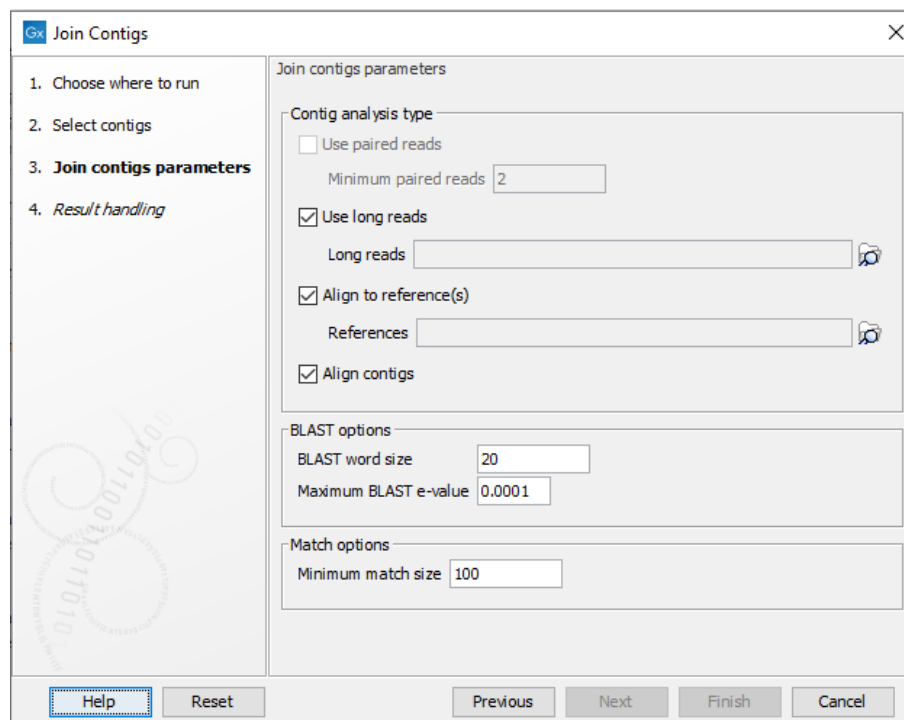 Gx Join Contigs
1. Choose where to run
2. Select contigs
3. Join contigs parameters
4. Result handling
Join contigs parameters
Contig analysis type
Use paired reads
Minimum paired reads 2
Use long reads
Long reads
Align to reference(s)
References
Align contigs
BLAST options
BLAST word size 20
Maximum BLAST e-value 0.0001
Match options
Minimum match size 100
Help Reset Previous Next Finish Cancel